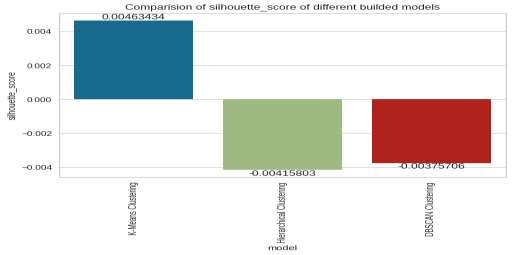 Comparision of silhouette_score of different builded models
0.00463434
0.004
0.002
0.000
−0.002
−0.004
silhouette_score
-0.00415803
-0.00375706
K-Means Clustering
Hierarchical Clustering
DBSCAN Clustering
model